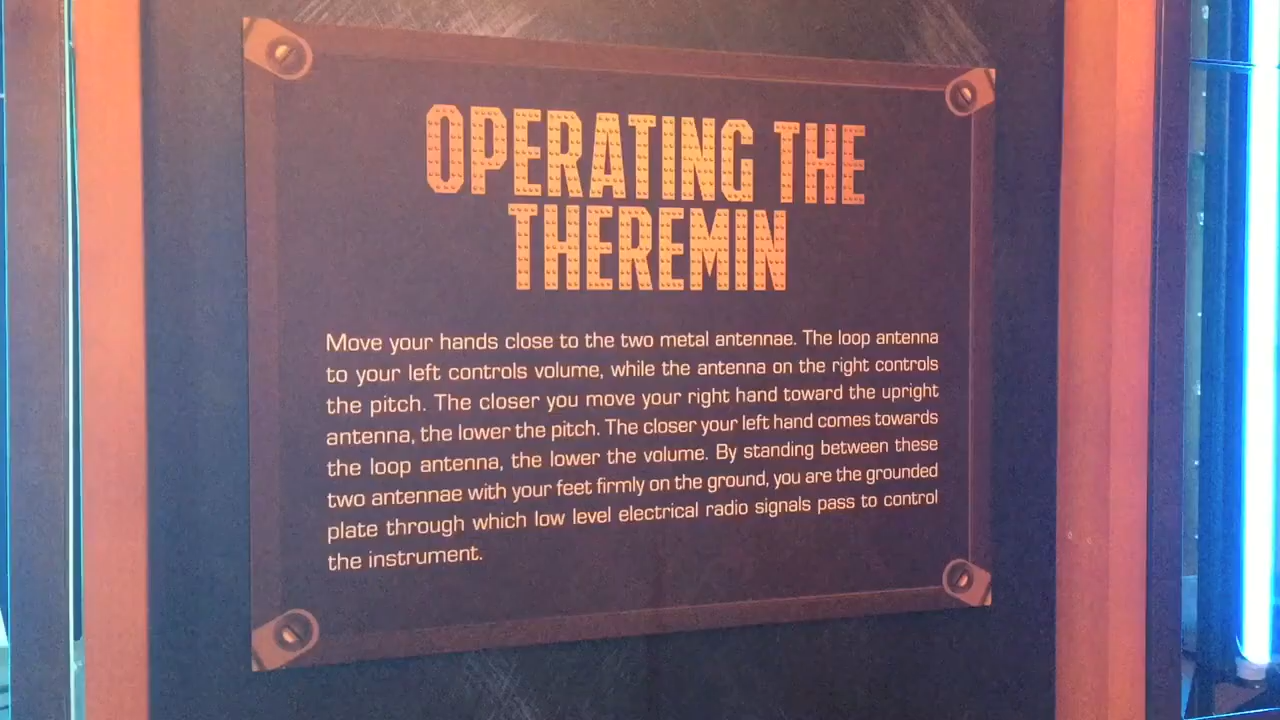 OPERATING THE
THEREMIN
Move your hands close to the two metal antennae. The loop antenna
to your left controls volume, while the antenna on the right controls
the pitch. The closer you move your right hand toward the upright
antenna, the lower the pitch. The closer your left hand comes towards
the loop antenna, the lower the volume. By standing between these
two antennae with your feet firmly on the ground, you are the grounded
plate through which low level electrical radio signals pass to control
the instrument.